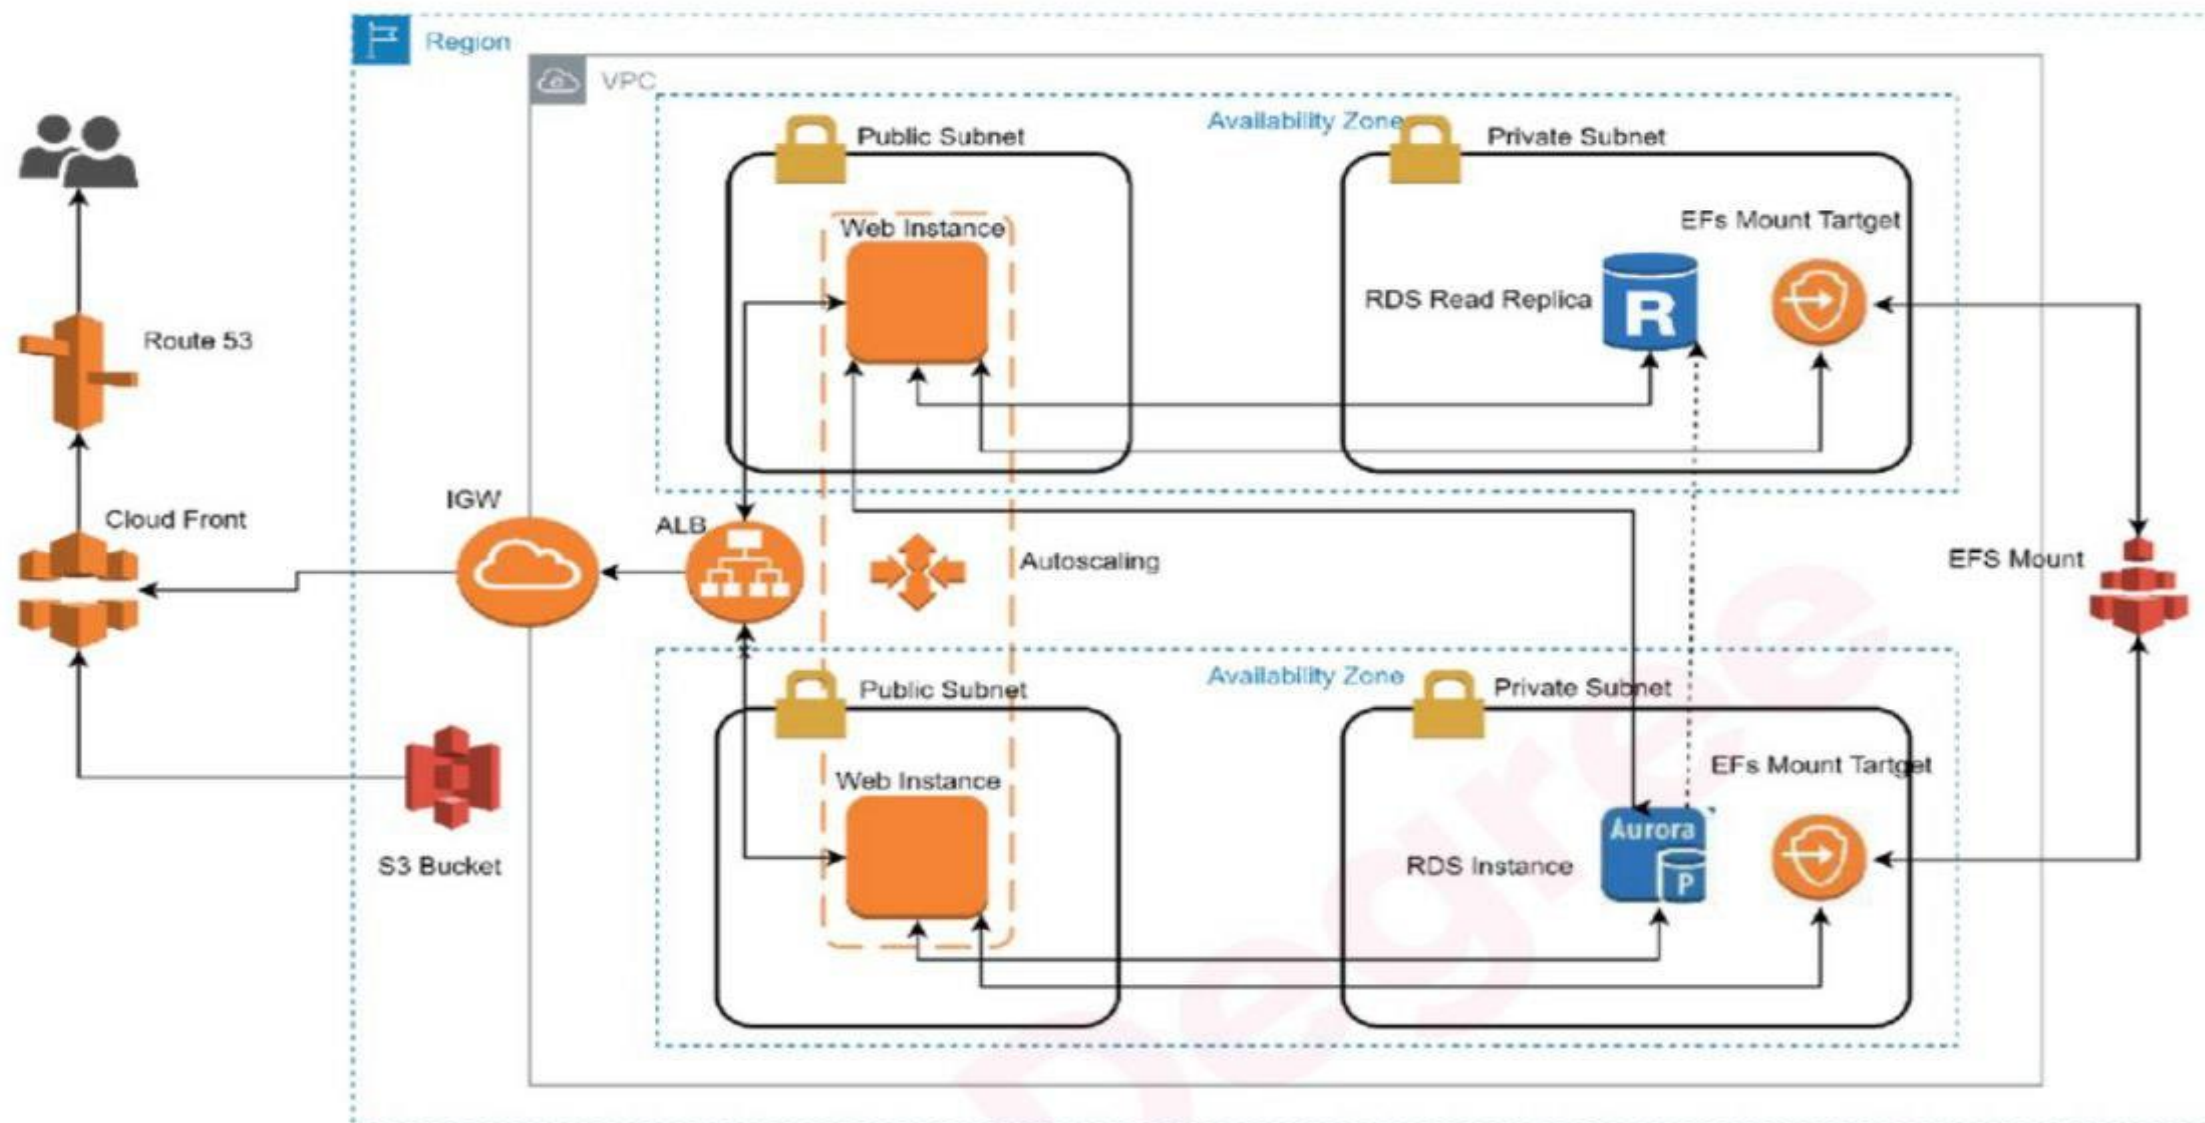 Region
VPC
Availability Zone
Public Subnet
Private Subnet
Web Instance
EFs Mount Tartget
RDS Read Replica
R
Route 53
IGW
Cloud Front
ALB
Autoscaling
EFS Mount
Availability Zone
Public Subnet
Private Subnet
Web Instance
EFs Mount Tartget
Aurora
P
RDS Instance
S3 Bucket
Degree